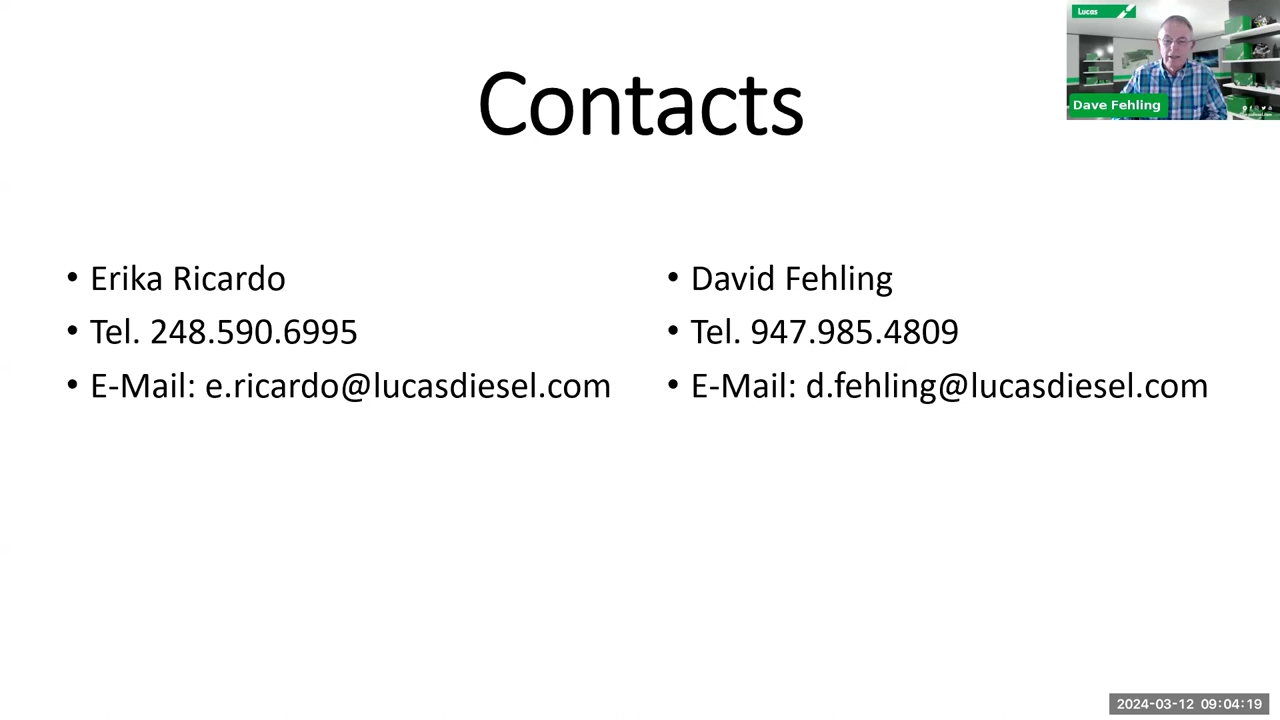 Lucas
Dave Fehling
Contacts
• Erika Ricardo
• Tel. 248.590.6995
• E-Mail: e.ricardo@lucasdiesel.com
• David Fehling
• Tel. 947.985.4809
• E-Mail: d.fehling@lucasdiesel.com
2024-03-12 09:04:19